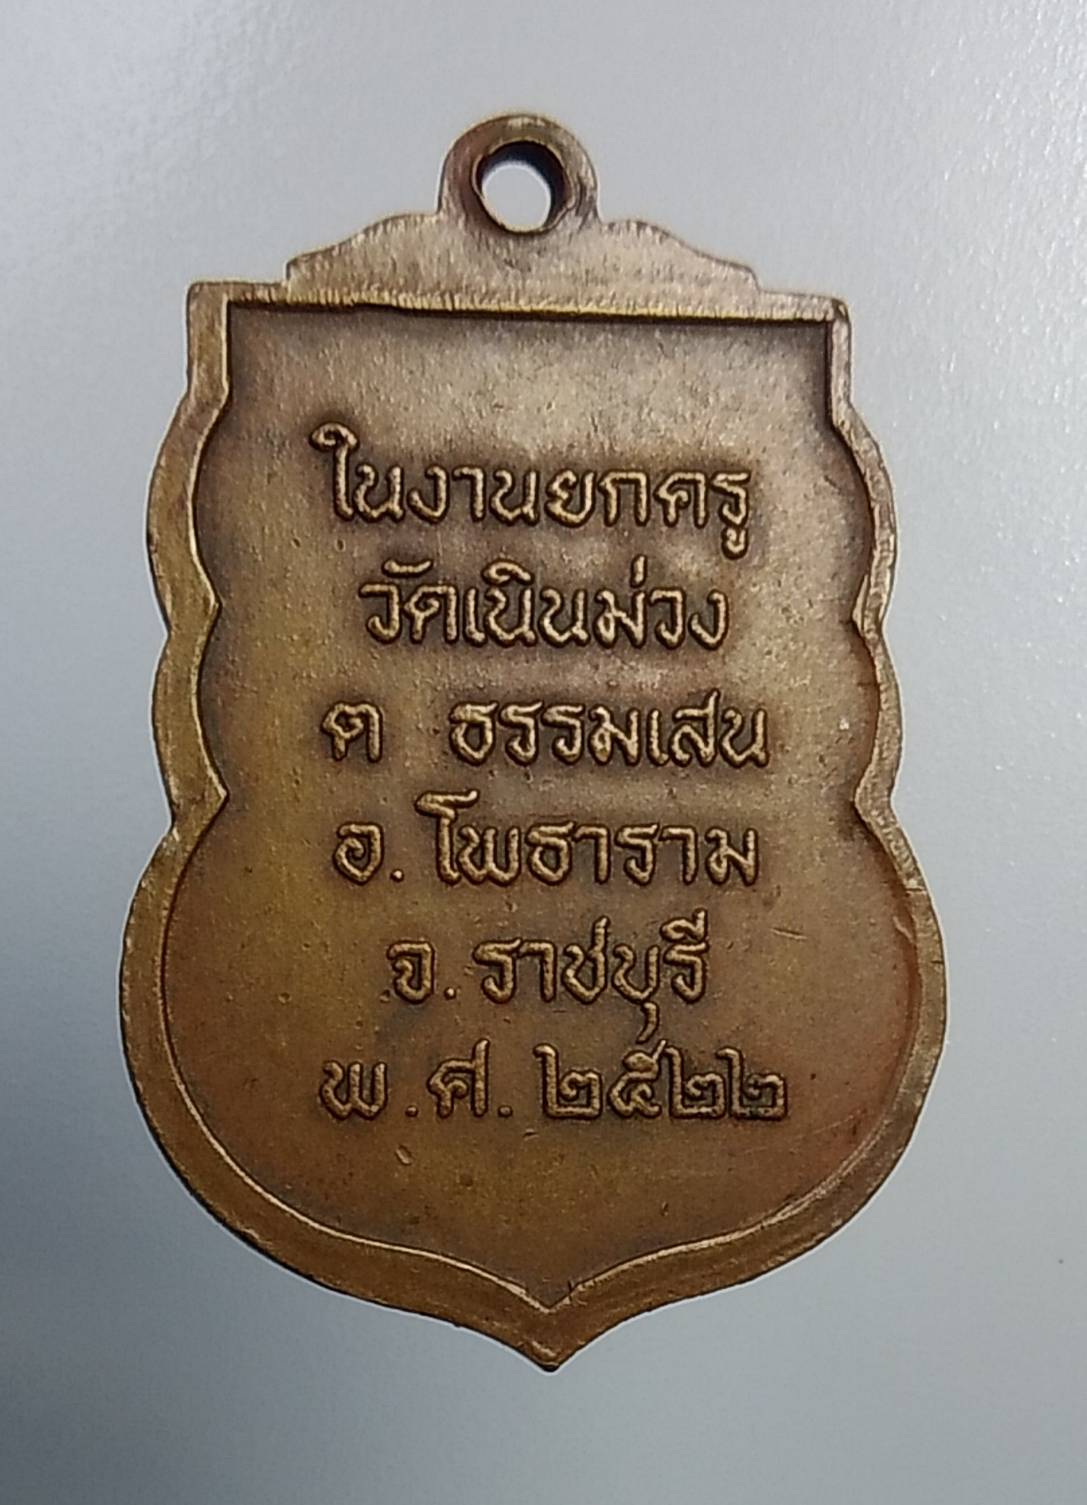 ในงานยกครู
วัดเนินม่วง
ต ธรรมเสน
อ. โพธาราม
จ. ราชบุรี
พ.ศ. ๒๕๒๒